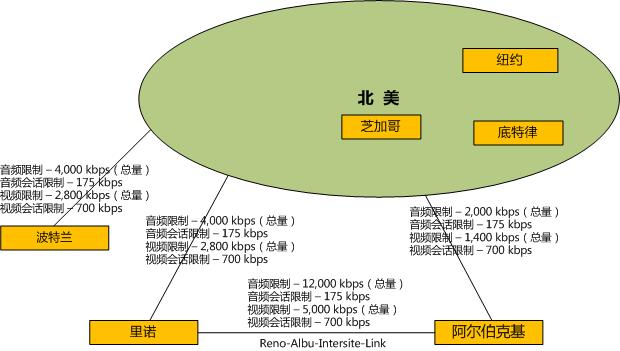 纽约
北 美
芝加哥
底特律
音频限制 – 4,000 kbps（总量）
音频会话限制 – 175 kbps
视频限制 – 2,800 kbps（总量）
视频会话限制 – 700 kbps
波特兰
音频限制 – 4,000 kbps（总量）
音频会话限制 – 175 kbps
视频限制 – 2,800 kbps（总量）
视频会话限制 – 700 kbps
音频限制 – 2,000 kbps（总量）
音频会话限制 – 175 kbps
视频限制 – 1,400 kbps（总量）
视频会话限制 – 700 kbps
音频限制 – 12,000 kbps（总量）
音频会话限制 – 175 kbps
视频限制 – 5,000 kbps（总量）
视频会话限制 – 700 kbps
里诺
阿尔伯克基
Reno-Albu-Intersite-Link